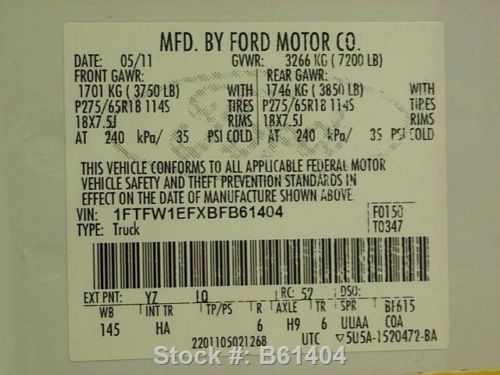 MFD. BY FORD MOTOR CO.
DATE: 05/11 GVWR: 3266 KG ( 7200 LB)
FRONT GAWR: REAR GAWR:
1701 KG ( 3750 LB) WITH 1746 KG ( 3850 LB) WITH
P275/65R18 114S TIRES P275/65R18 114S TIRES
18X7.5J RIMS 18X7.5J RIMS
AT 240 kPa/ 35 PSI COLD AT 240 kPa/ 35 PSI COLD
THIS VEHICLE CONFORMS TO ALL APPLICABLE FEDERAL MOTOR
VEHICLE SAFETY AND THEFT PREVENTION STANDARDS IN
EFFECT ON THE DATE OF MANUFACTURE SHOWN ABOVE.
VIN: 1FTFW1EFXBFB61404 F0150
TYPE: Truck T0347
EXT PNT: YZ LQ RC: 52 DSO:
WB INT TR TP/PS R AXLE TR SPR BF615
145 HA 6 H9 6 UUAA COA
2201105021268 UTC ▽5U5A-1520472-BA
Stock #: B61404